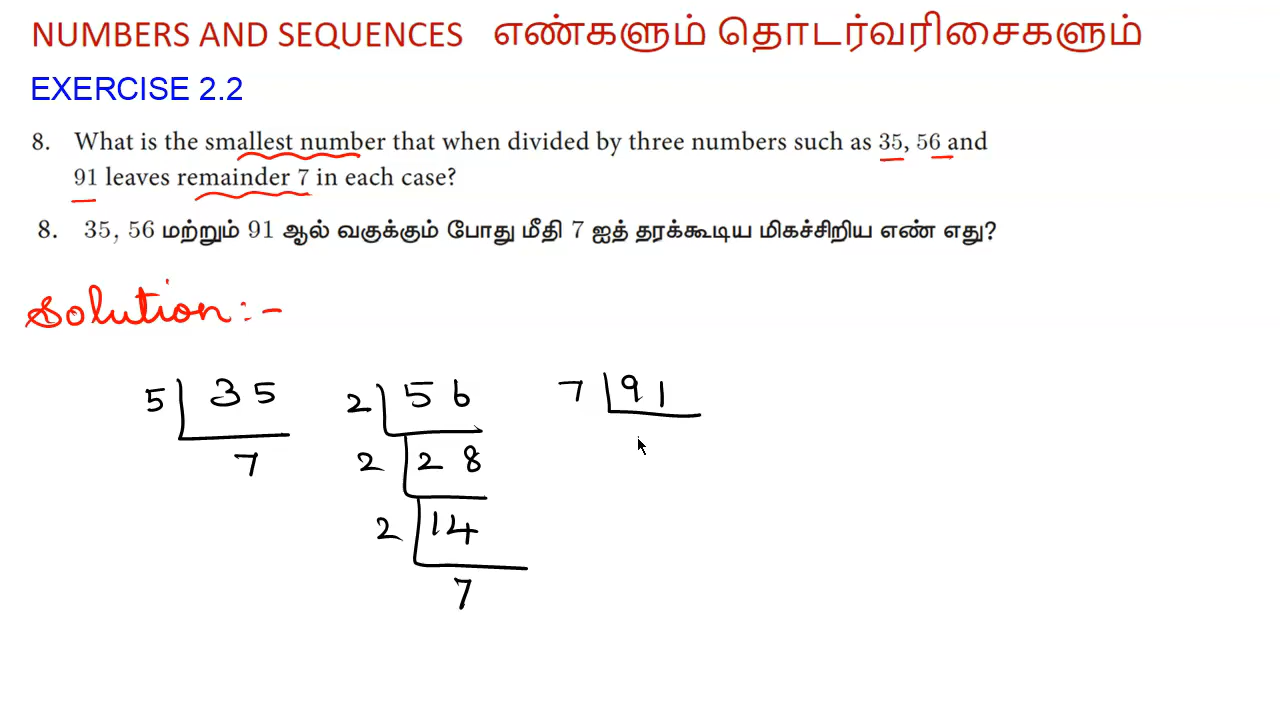 NUMBERS AND SEQUENCES எண்களும் தொடர்வரிசைகளும்
EXERCISE 2.2
8. What is the smallest number that when divided by three numbers such as 35, 56 and
91 leaves remainder 7 in each case?
8. 35, 56 மற்றும் 91 ஆல் வகுக்கும் போது மீதி 7 ஐத் தரக்கூடிய மிகச்சிறிய எண் எது?
Solution:-
5 35 2 56 7 91
7 2 28
2 14
7